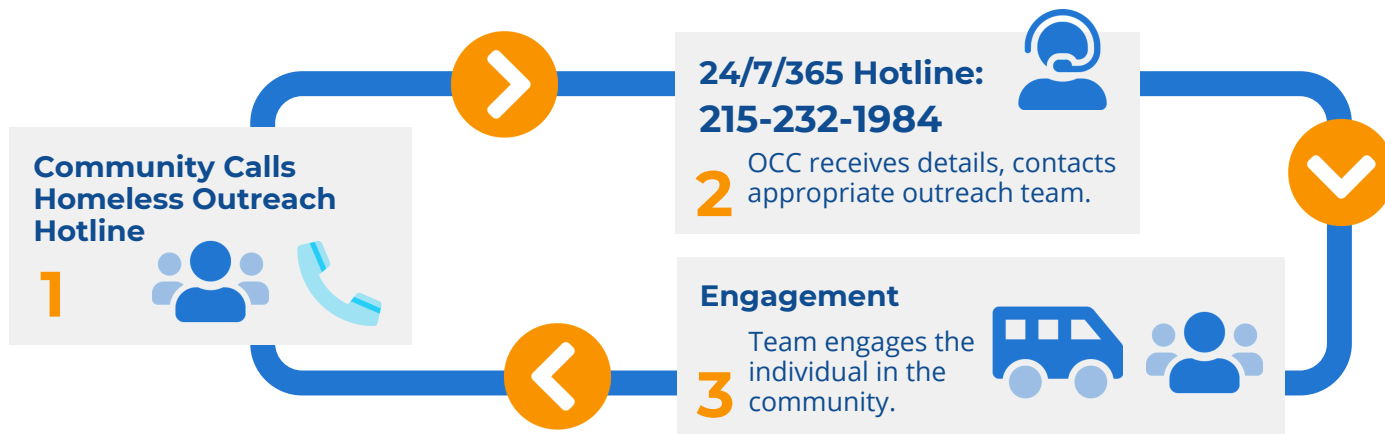 Community Calls
Homeless Outreach
Hotline
1
24/7/365 Hotline:
215-232-1984
2
OCC receives details, contacts
appropriate outreach team.
Engagement
3
Team engages the
individual in the
community.